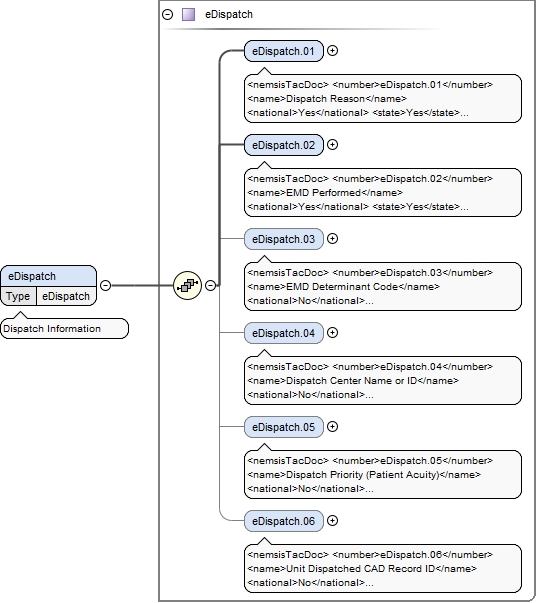 eDispatch
eDispatch.01
<nemsisTacDoc> <number>eDispatch.01</number>
<name>Dispatch Reason</name>
<national>Yes</national> <state>Yes</state>...
eDispatch.02
<nemsisTacDoc> <number>eDispatch.02</number>
<name>EMD Performed</name>
<national>Yes</national> <state>Yes</state>...
eDispatch.03
<nemsisTacDoc> <number>eDispatch.03</number>
<name>EMD Determinant Code</name>
<national>No</national>...
eDispatch
Type eDispatch
Dispatch Information
eDispatch.04
<nemsisTacDoc> <number>eDispatch.04</number>
<name>Dispatch Center Name or ID</name>
<national>No</national>...
eDispatch.05
<nemsisTacDoc> <number>eDispatch.05</number>
<name>Dispatch Priority (Patient Acuity)</name>
<national>No</national>...
eDispatch.06
<nemsisTacDoc> <number>eDispatch.06</number>
<name>Unit Dispatched CAD Record ID</name>
<national>No</national>...